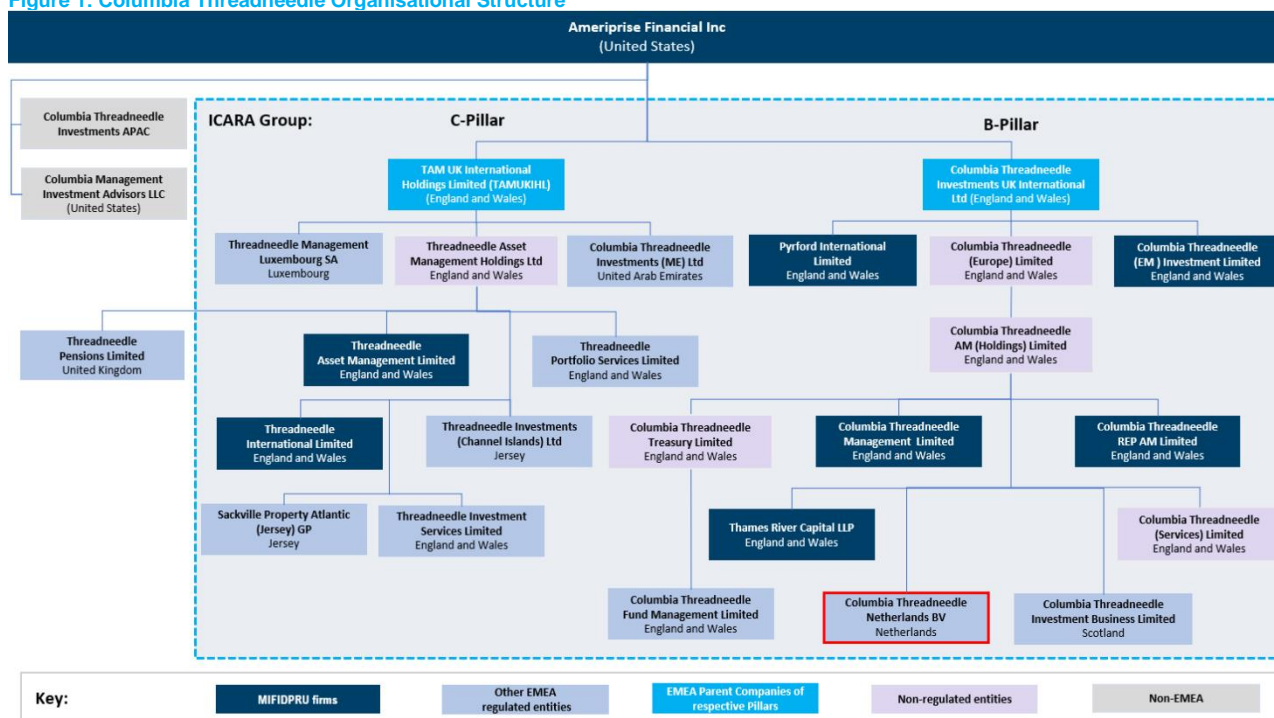 Figure 1: Columbia Threadneedle Organisational Structure
Ameriprise Financial Inc
(United States)
Columbia Threadneedle
Investments APAC
Columbia Management
Investment Advisors LLC
(United States)
ICARA Group:
C-Pillar
B-Pillar
TAM UK International
Holdings Limited (TAMUKIHL)
(England and Wales)
Columbia Threadneedle
Investments UK International
Ltd (England and Wales)
Threadneedle Management
Luxembourg SA
Luxembourg
Threadneedle Asset
Management Holdings Ltd
England and Wales
Columbia Threadneedle
Investments (ME) Ltd
United Arab Emirates
Pyrford International
Limited
England and Wales
Columbia Threadneedle
(Europe) Limited
England and Wales
Columbia Threadneedle
(EM ) Investment Limited
England and Wales
Threadneedle
Pensions Limited
United Kingdom
Threadneedle
Asset Management Limited
England and Wales
Threadneedle
Portfolio Services Limited
England and Wales
Columbia Threadneedle
AM (Holdings) Limited
England and Wales
Threadneedle
International Limited
England and Wales
Threadneedle Investments
(Channel Islands) Ltd
Jersey
Columbia Threadneedle
Treasury Limited
England and Wales
Columbia Threadneedle
Management Limited
England and Wales
Columbia Threadneedle
REP AM Limited
England and Wales
Sackville Property Atlantic
(Jersey) GP
Jersey
Threadneedle Investment
Services Limited
England and Wales
Thames River Capital LLP
England and Wales
Columbia Threadneedle
(Services) Limited
England and Wales
Columbia Threadneedle
Fund Management Limited
England and Wales
Columbia Threadneedle
Netherlands BV
Netherlands
Columbia Threadneedle
Investment Business Limited
Scotland
Key:
MIFIDPRU firms
Other EMEA
regulated entities
EMEA Parent Companies of
respective Pillars
Non-regulated entities
Non-EMEA